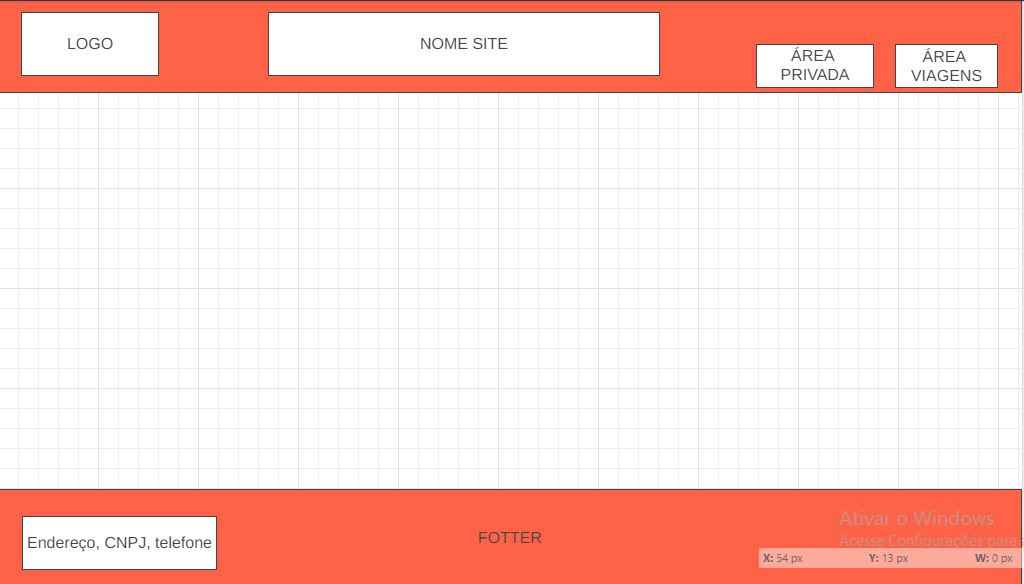 LOGO
NOME SITE
ÁREA
PRIVADA
ÁREA
VIAGENS
Endereço, CNPJ, telefone
FOTTER
Ativar o Windows
Acesse Configurações para
X: 54 px Y: 13 px W: 0 px